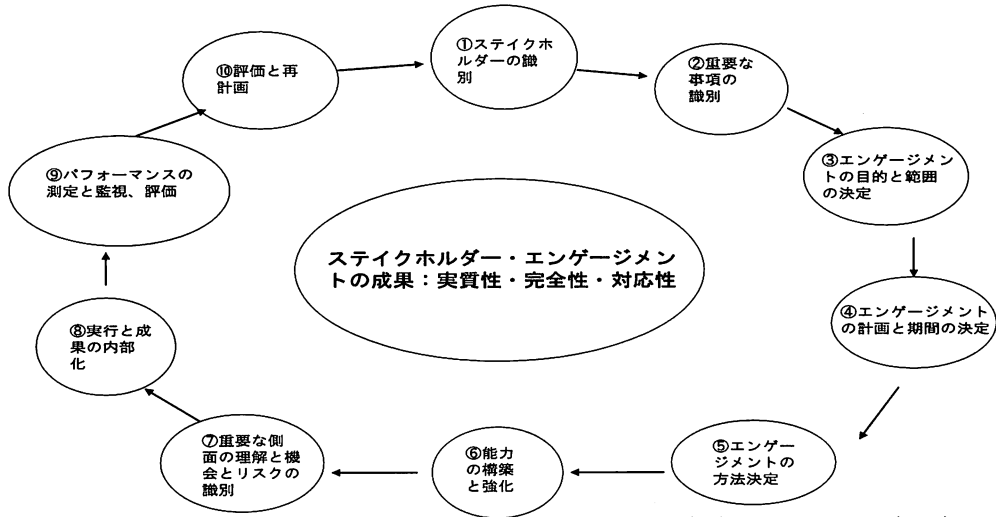 ①ステイクホ
ルダーの識
別
②重要な
事項の
識別
③エンゲージメン
トの目的と範囲
の決定
④エンゲージメント
の計画と期間の決定
⑤エンゲー
ジメントの
方法決定
⑥能力
の構築
と強化
⑦重要な側
面の理解と機
会とリスクの
識別
⑧実行と成
果の内部
化
⑨パフォーマンスの
測定と監視、評価
⑩評価と再
計画
ステイクホルダー・エンゲージメン
トの成果：実質性・完全性・対応性